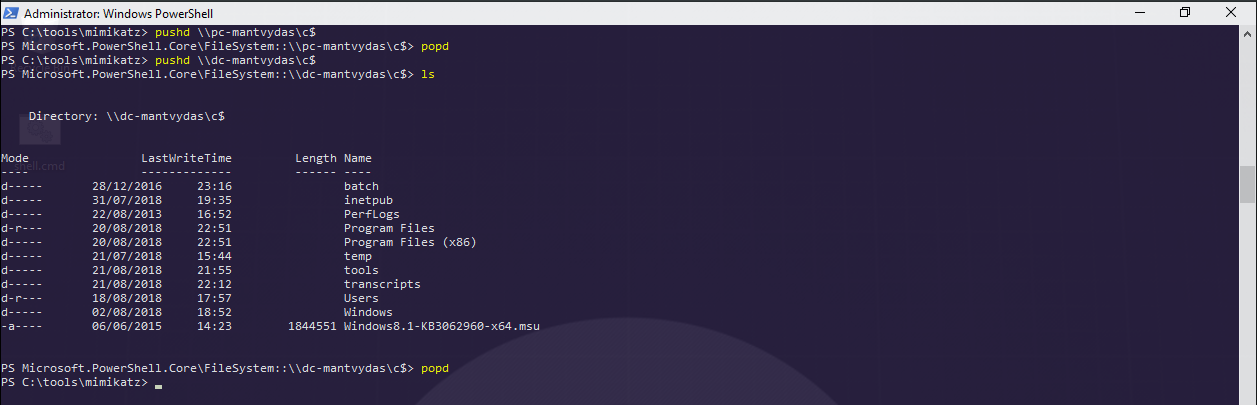 Administrator: Windows PowerShell
PS C:\tools\mimikatz> pushd \\pc-mantvydas\c$
PS Microsoft.PowerShell.Core\FileSystem::\\pc-mantvydas\c$> popd
PS C:\tools\mimikatz> pushd \\dc-mantvydas\c$
PS Microsoft.PowerShell.Core\FileSystem::\\dc-mantvydas\c$> ls
Directory: \\dc-mantvydas\c$
Mode LastWriteTime Length Name
---- ------------- ------ ----
d----- 28/12/2016 23:16 batch
d----- 31/07/2018 19:35 inetpub
d----- 22/08/2013 16:52 PerfLogs
d-r--- 20/08/2018 22:51 Program Files
d----- 20/08/2018 22:51 Program Files (x86)
d----- 21/07/2018 15:44 temp
d----- 21/08/2018 21:55 tools
d----- 21/08/2018 22:12 transcripts
d-r--- 18/08/2018 17:57 Users
d----- 02/08/2018 18:52 Windows
-a---- 06/06/2015 14:23 1844551 Windows8.1-KB3062960-x64.msu
PS Microsoft.PowerShell.Core\FileSystem::\\dc-mantvydas\c$> popd
PS C:\tools\mimikatz>